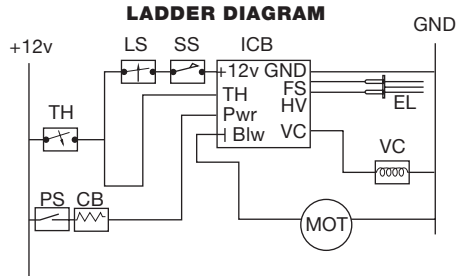 LADDER DIAGRAM
+12v
GND
LS SS ICB
+12v GND
FS
TH HV
EL
Pwr
Blw VC
TH
VC
PS CB
MOT